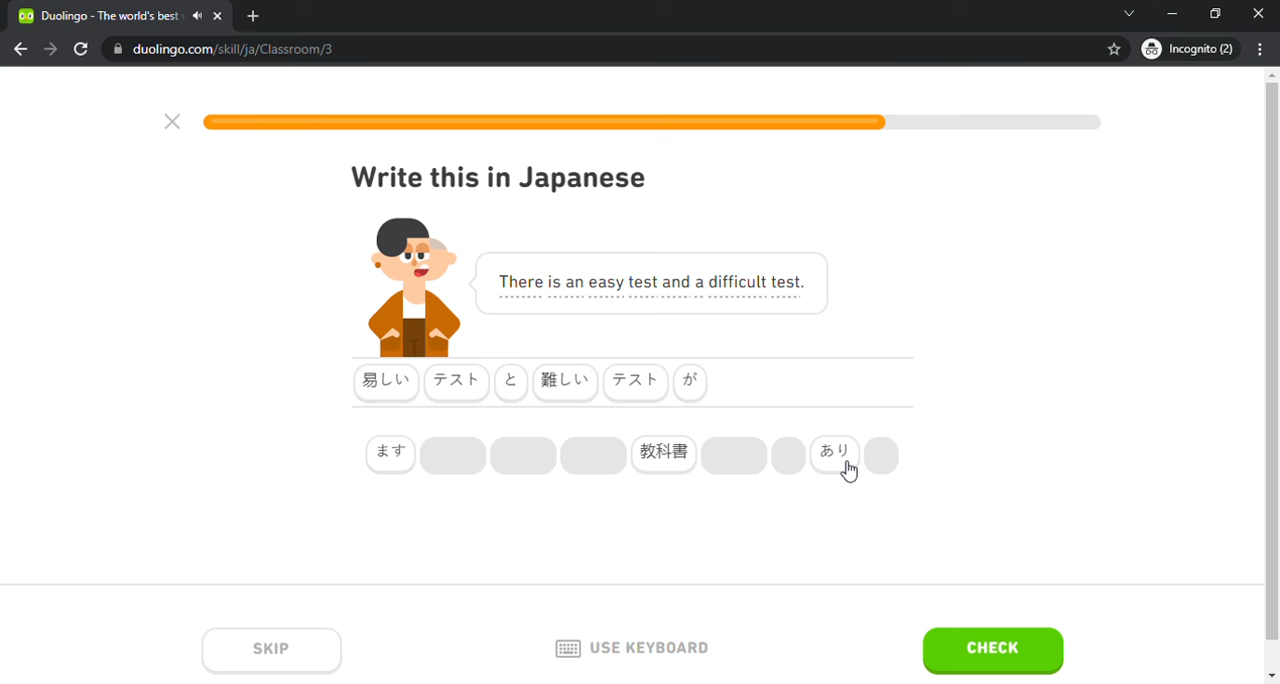 Duolingo - The world's best
duolingo.com/skill/ja/Classroom/3
Incognito (2)
Write this in Japanese
There is an easy test and a difficult test.
易しい テスト と 難しい テスト が
ます 教科書 あり
SKIP USE KEYBOARD CHECK